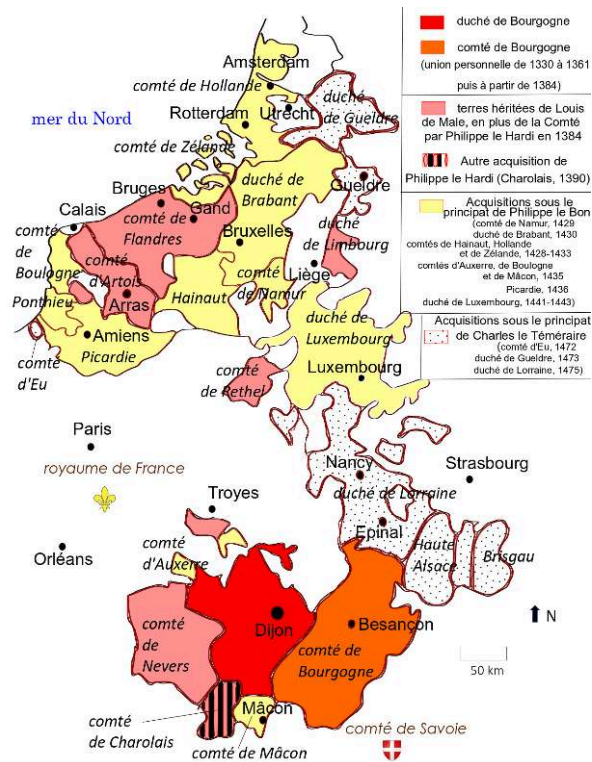 duché de Bourgogne
comté de Bourgogne
(union personnelle de 1330 à 1361
puis à partir de 1384)
terres héritées de Louis
de Male, en plus de la Comté
par Philippe le Hardi en 1384
Autre acquisition de
Philippe le Hardi (Charolais, 1390)
Acquisitions sous le
principat de Philippe le Bon
(comté de Namur, 1429
duché de Brabant, 1430
comtés de Hainaut, Hollande
et de Zélande, 1428-1433
comtés d'Auxerre, de Boulogne
et de Mâcon, 1435
Picardie, 1436
duché de Luxembourg, 1441-1443)
Acquisitions sous le principat
de Charles le Téméraire
(comté d'Eu, 1472
duché de Gueldre, 1473
duché de Lorraine, 1475)
Amsterdam
comté de Hollande
mer du Nord
Rotterdam
Utrecht
duché
de Gueldre
comté de Zélande
Gueldre
duché de
Brabant
Bruges
Calais
Gand
comté de
Flandres
Bruxelles
duché
de Limbourg
comté
de
Boulogne
comté
d'Artois
Liège
Ponthieu
Arras
Hainaut
comté
de Namur
Amiens
Picardie
duché de
Luxembourg
comté
d'Eu
comté
de Rethel
Luxembourg
Paris
royaume de France
Nancy
Strasbourg
duché de Lorraine
Troyes
Epinal
Orléans
comté
d'Auxerre
Haute
Alsace
Brisgau
N
Dijon
Besançon
comté
de
Nevers
comté de
Bourgogne
50 km
Mâcon
comté
de Charolais
comté de Mâcon
comté de Savoie